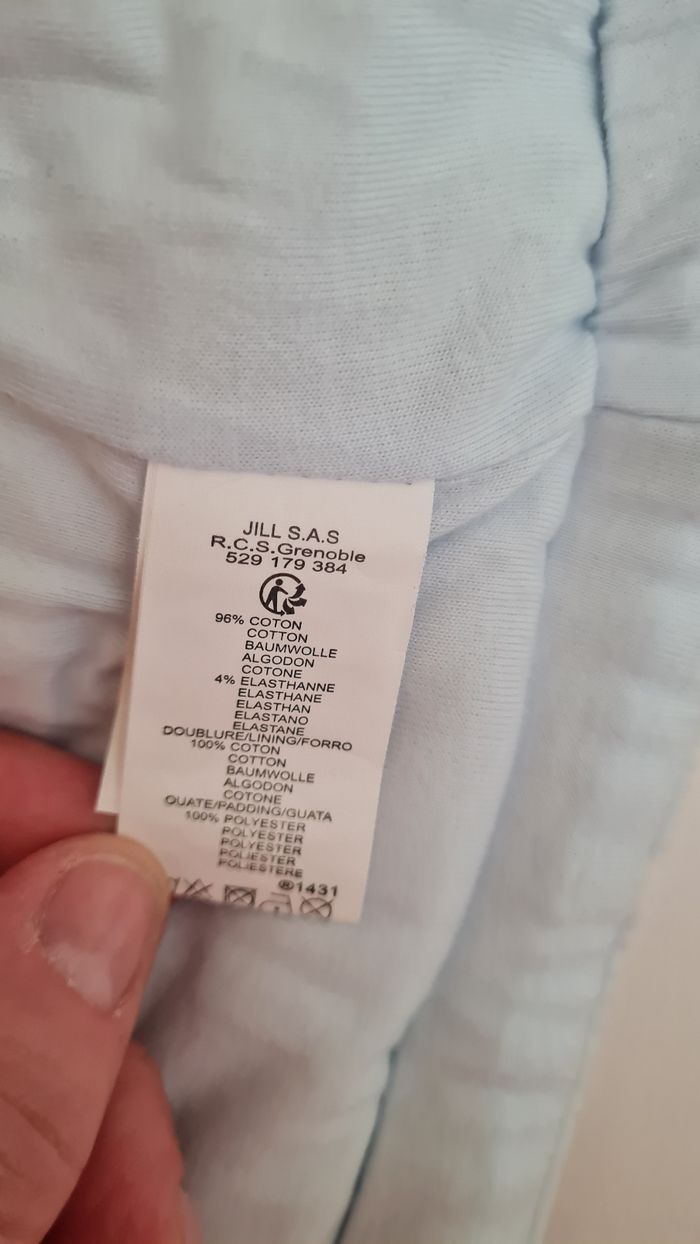 JILL S.A.S
R.C.S.Grenoble
529 179 384
96% COTON
COTTON
BAUMWOLLE
ALGODON
COTONE
4% ELASTHANNE
ELASTHANE
ELASTHAN
ELASTANO
ELASTANE
DOUBLURE/LINING/FORRO
100% COTON
COTTON
BAUMWOLLE
ALGODON
COTONE
OUATE/PADDING/GUATA
100% POLYESTER
POLYESTER
POLYESTER
POLIESTER
POLIESTERE
®1431